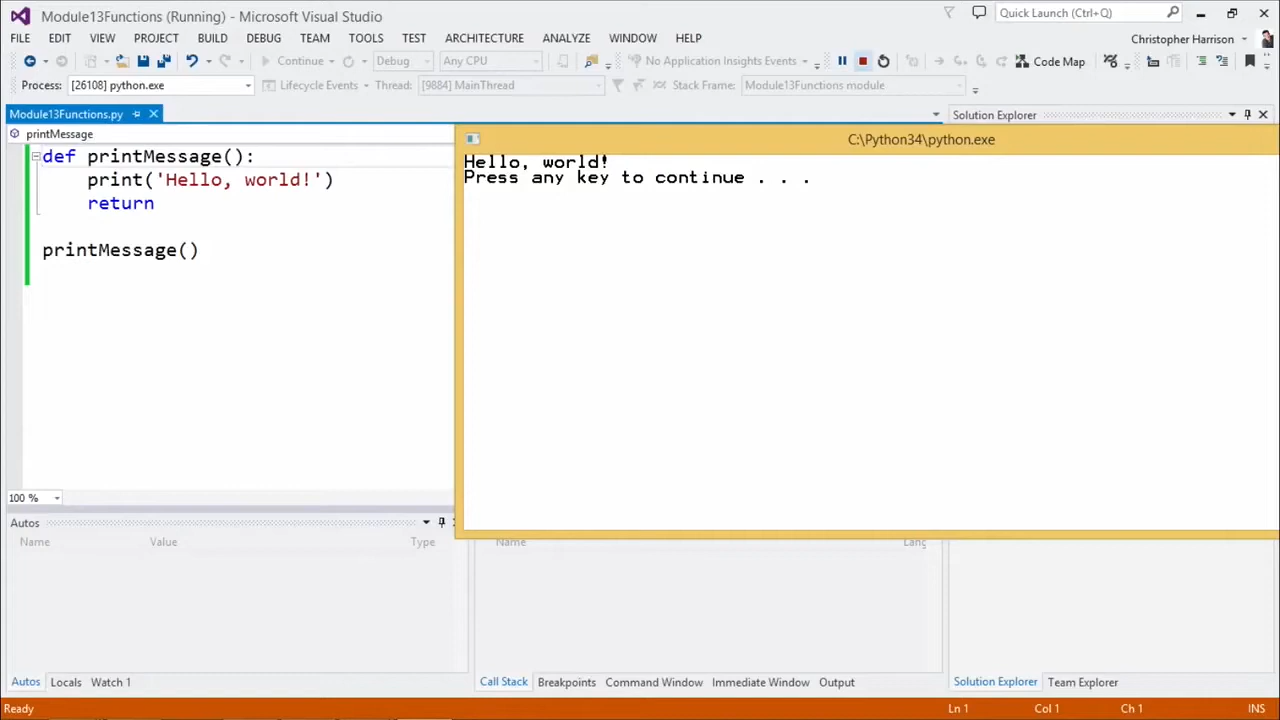 Module13Functions (Running) - Microsoft Visual Studio
Quick Launch (Ctrl+Q)
FILE EDIT VIEW PROJECT BUILD DEBUG TEAM TOOLS TEST ARCHITECTURE ANALYZE WINDOW HELP
Christopher Harrison
Continue Debug Any CPU No Application Insights Events Code Map
Process: [26108] python.exe Lifecycle Events Thread: [9884] MainThread Stack Frame: Module13Functions module
Module13Functions.py
Solution Explorer
printMessage
C:\Python34\python.exe
def printMessage():
    print('Hello, world!')
    return
printMessage()
Hello, world!
Press any key to continue . . .
100 %
Autos
Name Value Type
Name Lang
Autos Locals Watch 1
Call Stack Breakpoints Command Window Immediate Window Output
Solution Explorer Team Explorer
Ready Ln 1 Col 1 Ch 1 INS